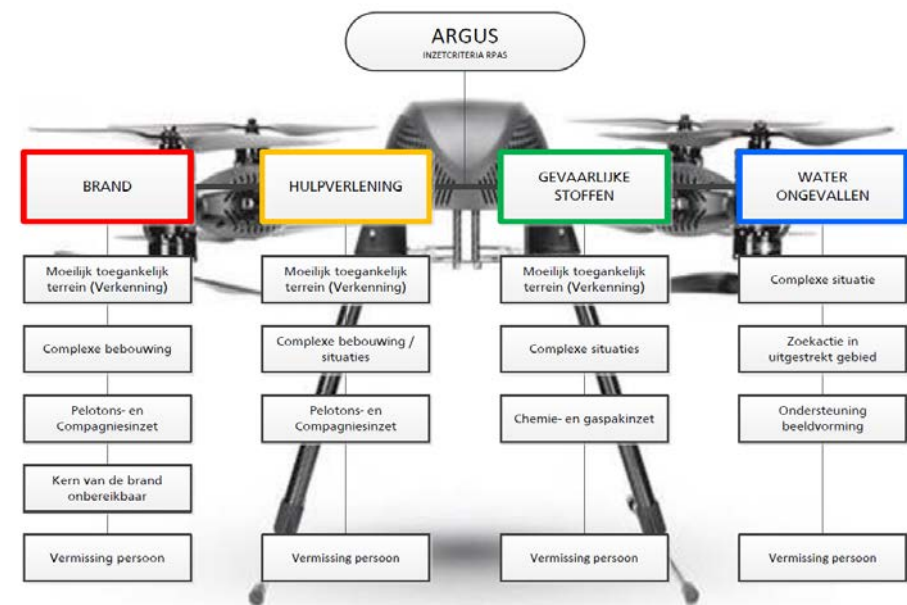 ARGUS
INZETCRITERIA RPAS
BRAND
HULPVERLENING
GEVAARLIJKE
STOFFEN
WATER
ONGEVALLEN
Moeilijk toegankelijk
terrein (Verkenning)
Complexe bebouwing
Pelotons- en
Compagniesinzet
Kern van de brand
onbereikbaar
Vermissing persoon
Moeilijk toegankelijk
terrein (Verkenning)
Complexe bebouwing /
situaties
Pelotons- en
Compagniesinzet
Vermissing persoon
Moeilijk toegankelijk
terrein (Verkenning)
Complexe situaties
Chemie- en gaspakinzet
Vermissing persoon
Complexe situatie
Zoekactie in
uitgestrekt gebied
Ondersteuning
beeldvorming
Vermissing persoon